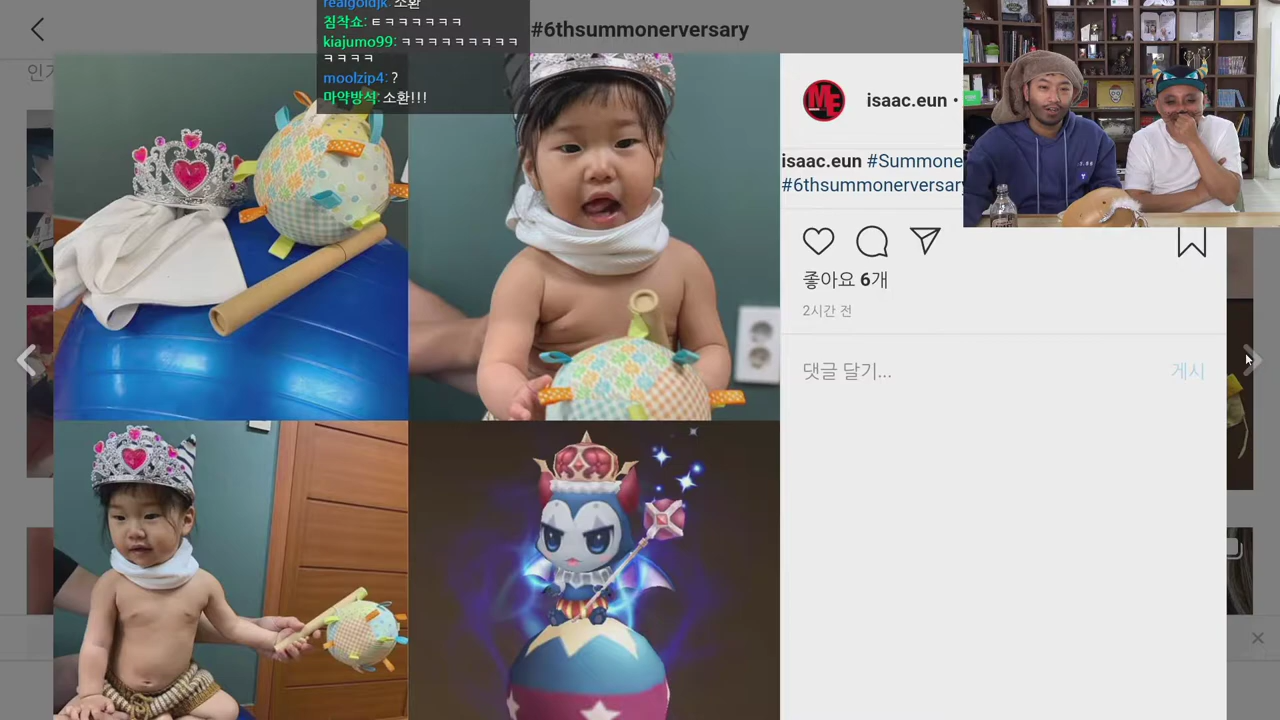 realgoldjk: 소환
침착쇼: ㅌㅋㅋㅋㅋㅋㅋㅋ
kiajumo99: ㅋㅋㅋㅋㅋㅋㅋㅋㅋ
ㅋㅋㅋㅋ
moolzip4: ?
마약방석: 소환!!!
#6thsummonerversary
인기
isaac.eun •
isaac.eun #Summone
#6thsummonerversary
좋아요 6개
2시간 전
댓글 달기...
게시